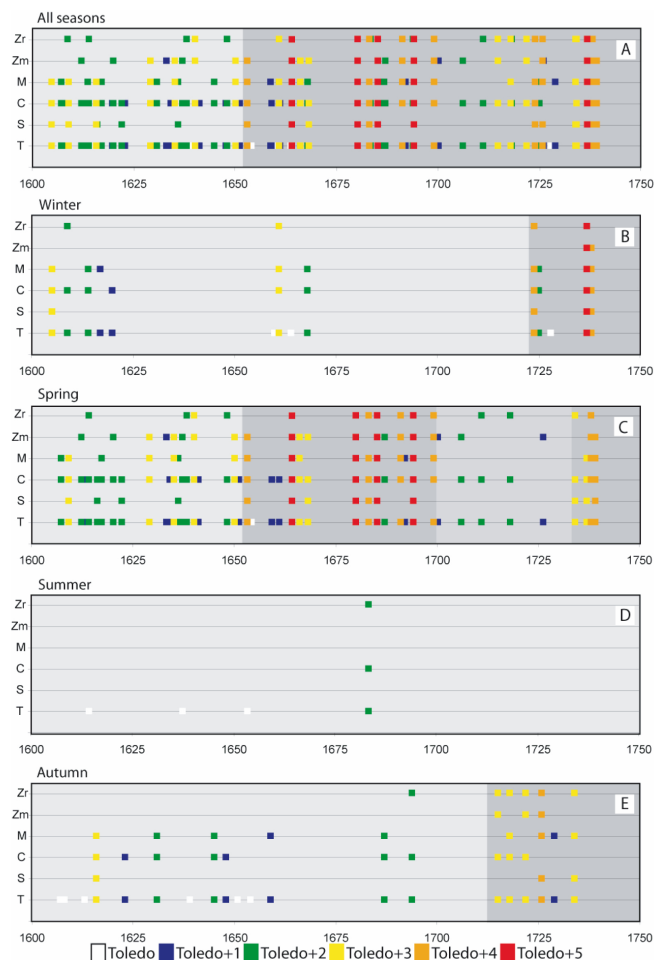 All seasons
A
Zr
Zm
M
C
S
T
1600 1625 1650 1675 1700 1725 1750
Winter
B
Zr
Zm
M
C
S
T
1600 1625 1650 1675 1700 1725 1750
Spring
C
Zr
Zm
M
C
S
T
1600 1625 1650 1675 1700 1725 1750
Summer
D
Zr
Zm
M
C
S
T
1600 1625 1650 1675 1700 1725 1750
Autumn
E
Zr
Zm
M
C
S
T
1600 1625 1650 1675 1700 1725 1750
Toledo Toledo+1 Toledo+2 Toledo+3 Toledo+4 Toledo+5